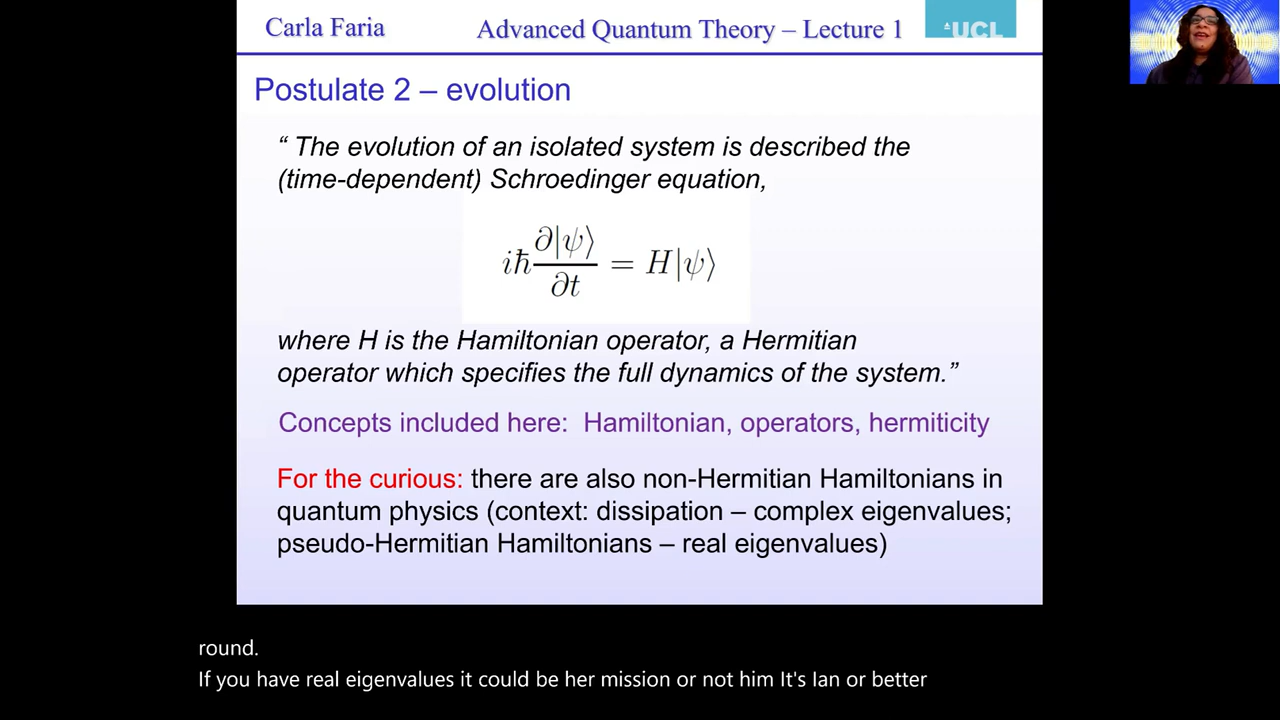 Carla Faria
Advanced Quantum Theory – Lecture 1
UCL
Postulate 2 – evolution
“ The evolution of an isolated system is described the
(time-dependent) Schroedinger equation,
iħ ∂|ψ⟩/∂t = H|ψ⟩
where H is the Hamiltonian operator, a Hermitian
operator which specifies the full dynamics of the system.”
Concepts included here: Hamiltonian, operators, hermiticity
For the curious: there are also non-Hermitian Hamiltonians in
quantum physics (context: dissipation – complex eigenvalues;
pseudo-Hermitian Hamiltonians – real eigenvalues)
round.
If you have real eigenvalues it could be her mission or not him It's Ian or better